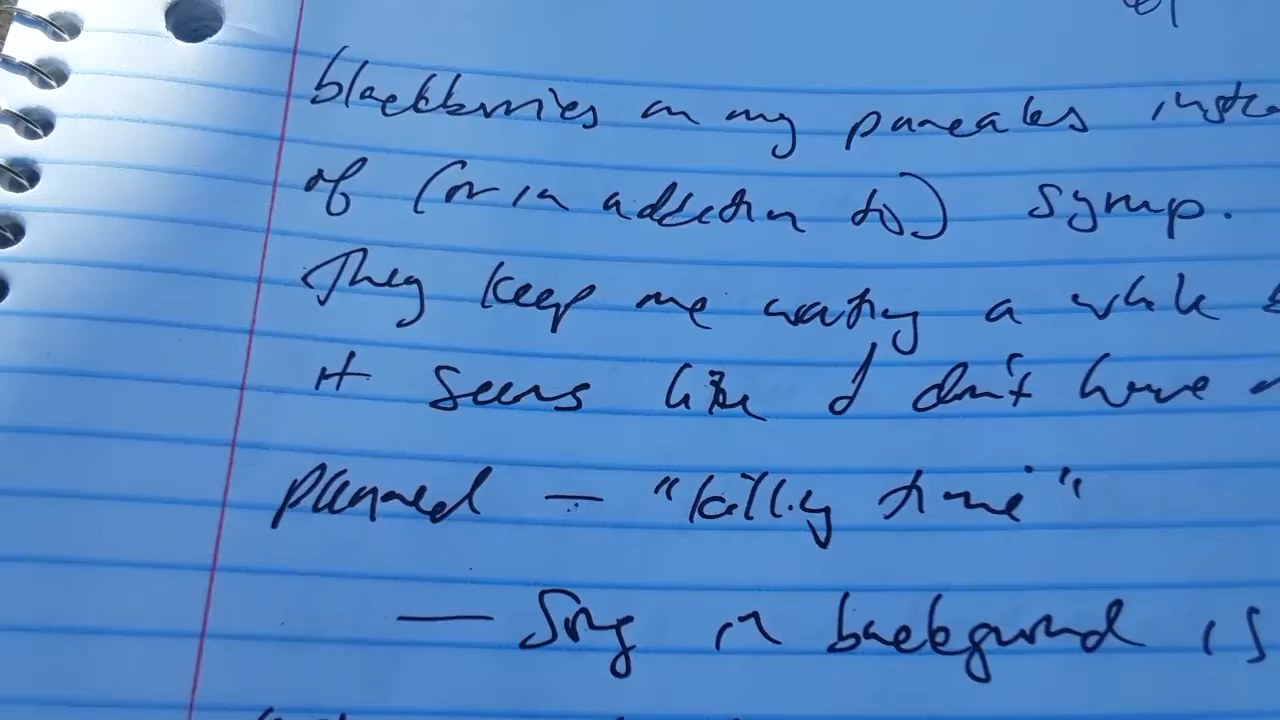 blackberries on my pancakes
of (or in addition to) syrup.
They keep me waiting a while
it seems like I don't have
planned — "killing time"
— Song in background is